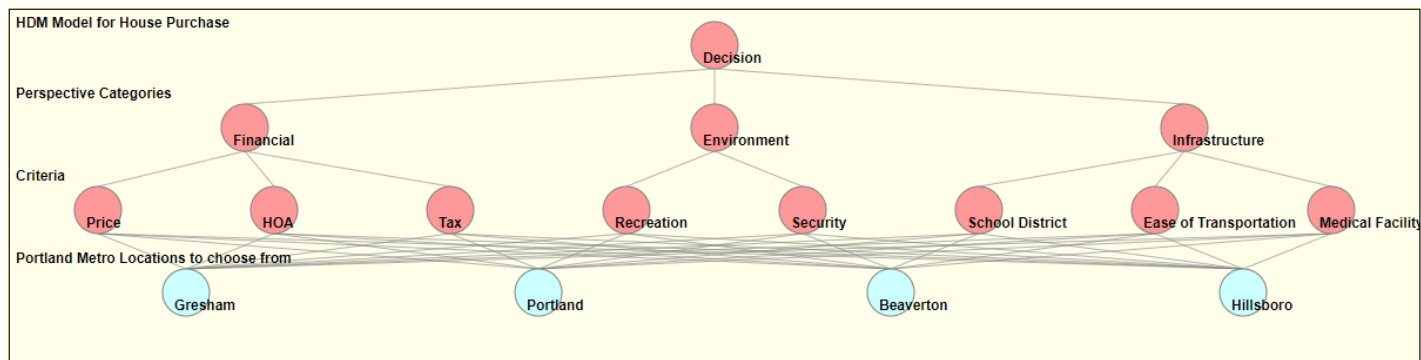 HDM Model for House Purchase
Decision
Perspective Categories
Financial
Environment
Infrastructure
Criteria
Price
HOA
Tax
Recreation
Security
School District
Ease of Transportation
Medical Facility
Portland Metro Locations to choose from
Gresham
Portland
Beaverton
Hillsboro